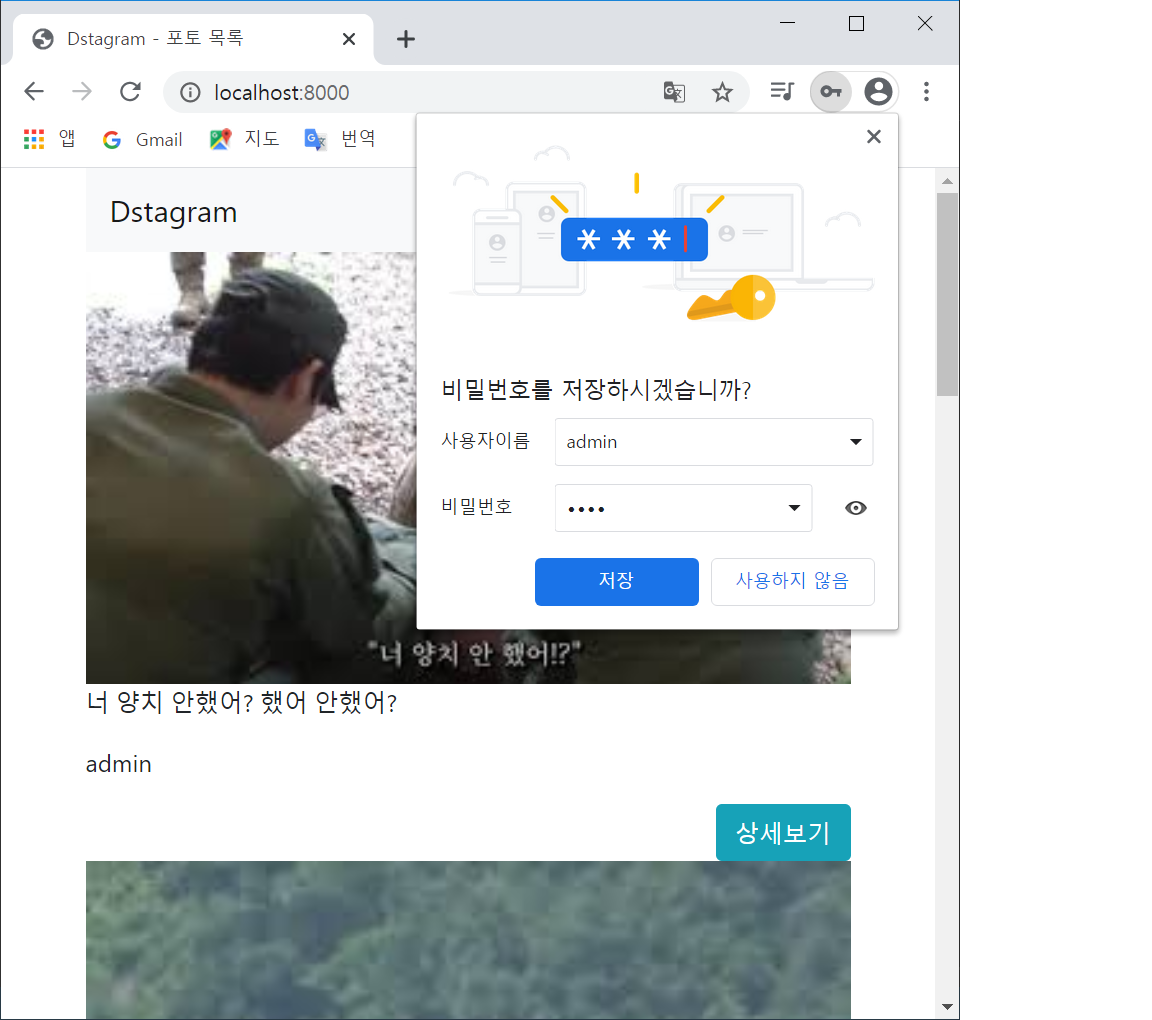 Dstagram - 포토 목록
localhost:8000
앱 Gmail 지도 번역
Dstagram
***
비밀번호를 저장하시겠습니까?
사용자이름 admin
비밀번호 ••••
저장 사용하지 않음
"너 양치 안 했어!?"
너 양치 안했어? 했어 안했어?
admin
상세보기